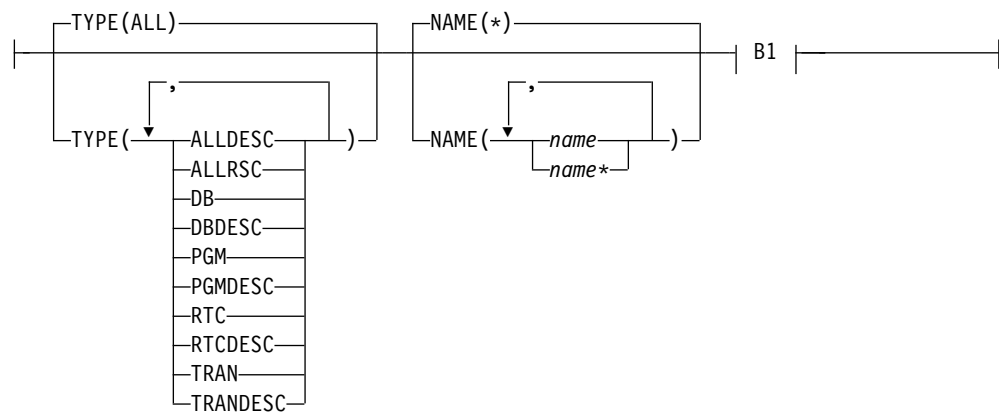 TYPE(ALL) NAME(*)
B1
, ,
TYPE( ALLDESC ) NAME( name )
ALLRSC name*
DB
DBDESC
PGM
PGMDESC
RTC
RTCDESC
TRAN
TRANDESC